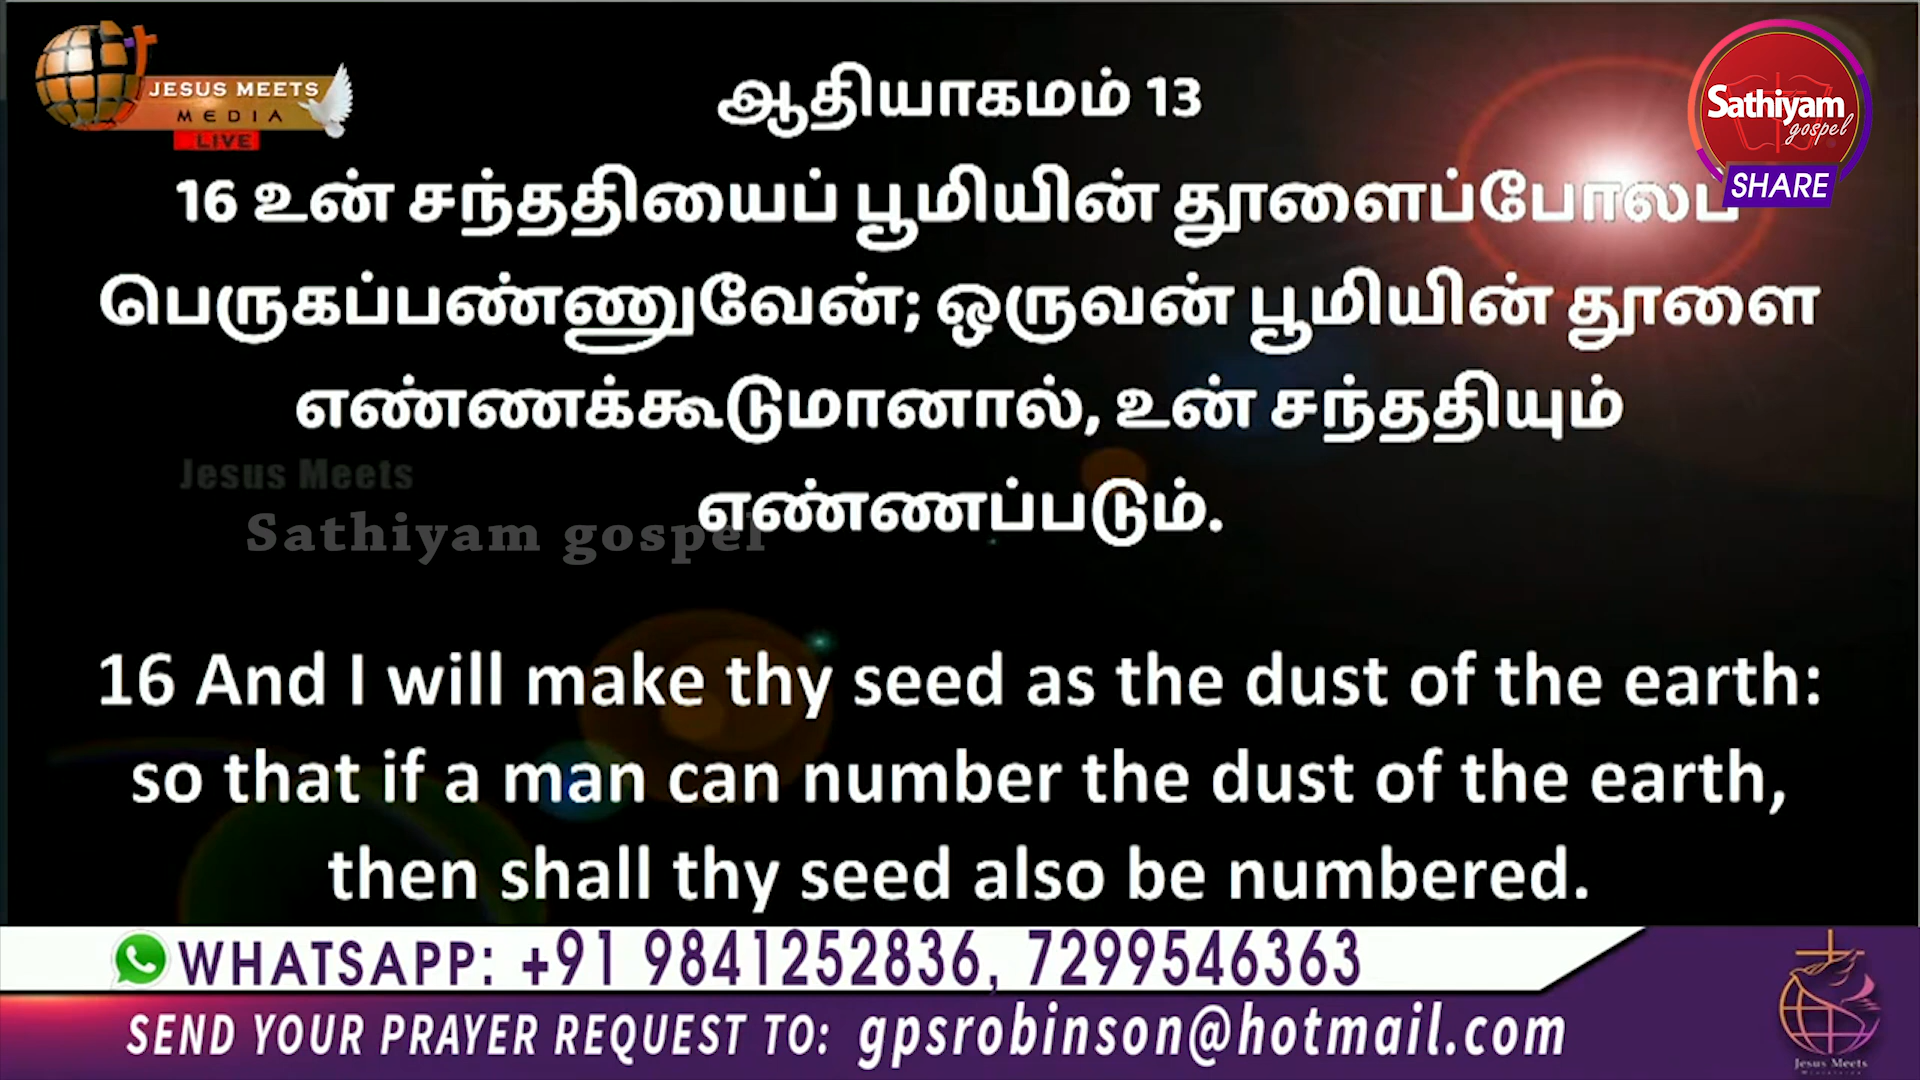 JESUS MEETS
MEDIA
LIVE
Sathiyam
gospel
SHARE
ஆதியாகமம் 13
16 உன் சந்ததியைப் பூமியின் தூளைப்போலப்
பெருகப்பண்ணுவேன்; ஒருவன் பூமியின் தூளை
எண்ணக்கூடுமானால், உன் சந்ததியும்
எண்ணப்படும்.
Jesus Meets
Sathiyam gospel
16 And I will make thy seed as the dust of the earth:
so that if a man can number the dust of the earth,
then shall thy seed also be numbered.
WHATSAPP: +91 9841252836, 7299546363
SEND YOUR PRAYER REQUEST TO: gpsrobinson@hotmail.com
Jesus Meets